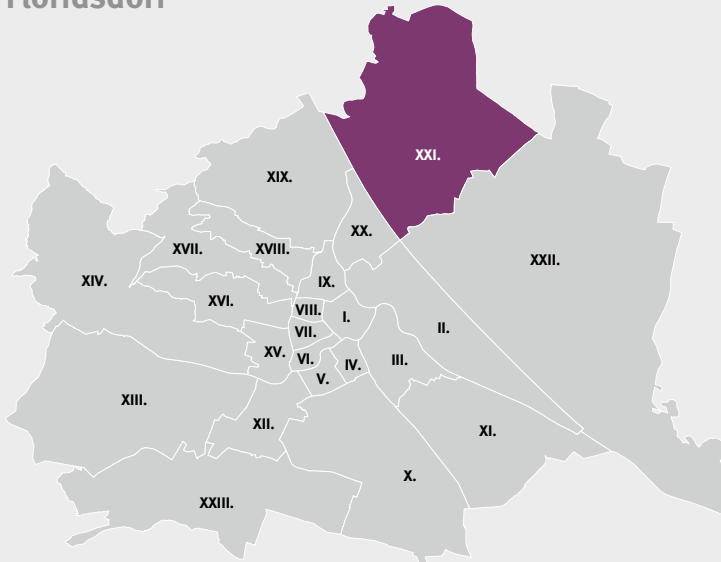 Floridsdorf
XXI.
XIX.
XX.
XVII.
XVIII.
XXII.
XIV.
IX.
XVI.
VIII.
I.
II.
VII.
XV.
VI.
IV.
III.
V.
XIII.
XII.
XI.
X.
XXIII.